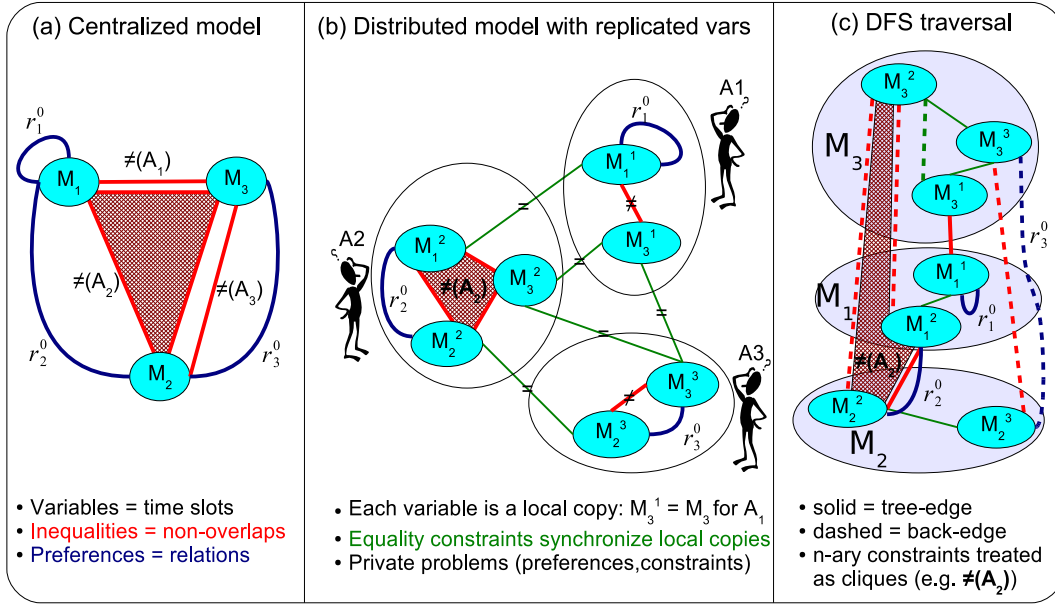 (a) Centralized model
r₁⁰
≠(A₁)
M₁
M₃
≠(A₂)
≠(A₃)
r₂⁰
r₃⁰
M₂
• Variables = time slots
• Inequalities = non-overlaps
• Preferences = relations
(b) Distributed model with replicated vars
A1
?
r₁⁰
M₁¹
=
≠
A2
?
M₁²
M₃¹
=
≠(A₂)
M₃²
r₂⁰
M₂²
=
=
=
A3
?
M₃³
≠
M₂³
r₃⁰
• Each variable is a local copy: M₃¹ = M₃ for A₁
• Equality constraints synchronize local copies
• Private problems (preferences,constraints)
(c) DFS traversal
M₃²
M₃³
M₃
M₃¹
r₃⁰
M₁¹
M₁
r₁⁰
M₁²
≠(A₂)
r₂⁰
M₂²
M₂³
M₂
• solid = tree-edge
• dashed = back-edge
• n-ary constraints treated
as cliques (e.g. ≠(A₂))